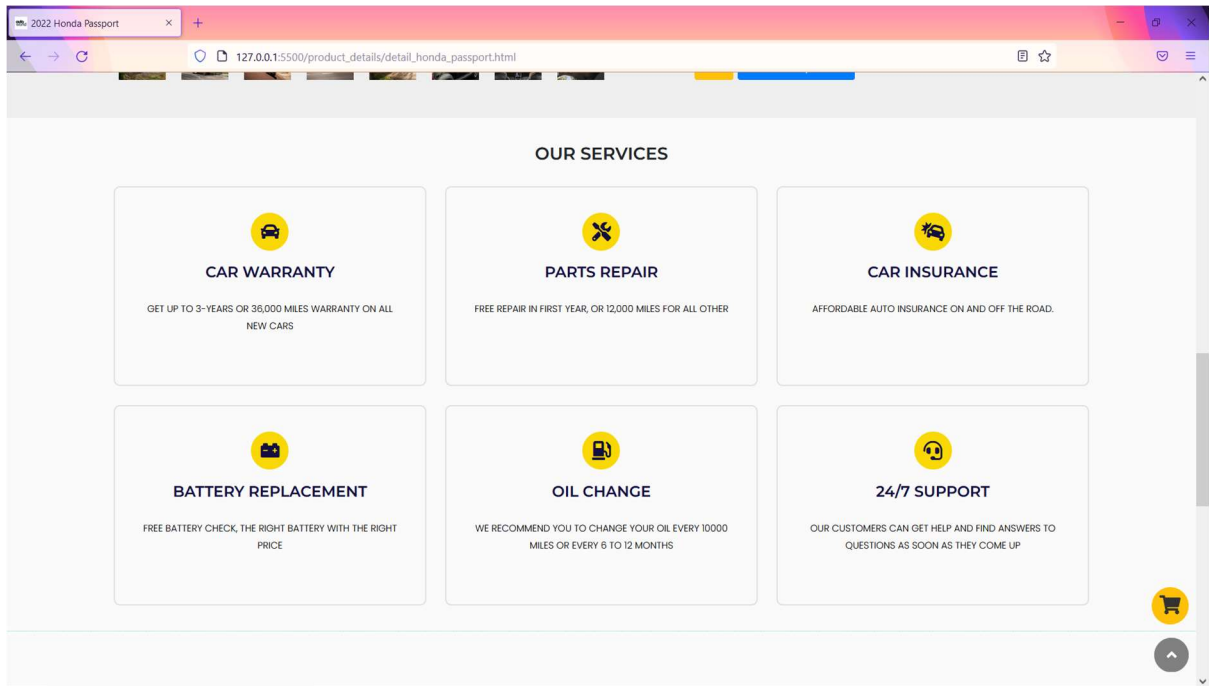 2022 Honda Passport
127.0.0.1:5500/product_details/detail_honda_passport.html
OUR SERVICES
CAR WARRANTY
GET UP TO 3-YEARS OR 36,000 MILES WARRANTY ON ALL
NEW CARS
PARTS REPAIR
FREE REPAIR IN FIRST YEAR, OR 12,000 MILES FOR ALL OTHER
CAR INSURANCE
AFFORDABLE AUTO INSURANCE ON AND OFF THE ROAD.
BATTERY REPLACEMENT
FREE BATTERY CHECK, THE RIGHT BATTERY WITH THE RIGHT
PRICE
OIL CHANGE
WE RECOMMEND YOU TO CHANGE YOUR OIL EVERY 10000
MILES OR EVERY 6 TO 12 MONTHS
24/7 SUPPORT
OUR CUSTOMERS CAN GET HELP AND FIND ANSWERS TO
QUESTIONS AS SOON AS THEY COME UP